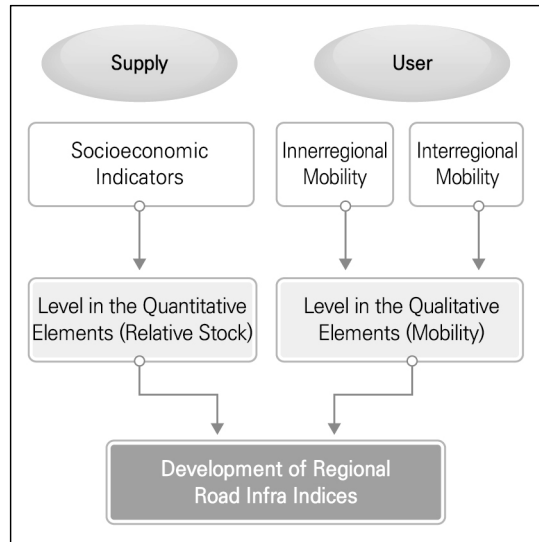 Supply
User
Socioeconomic
Indicators
Innerregional
Mobility
Interregional
Mobility
Level in the Quantitative
Elements (Relative Stock)
Level in the Qualitative
Elements (Mobility)
Development of Regional
Road Infra Indices